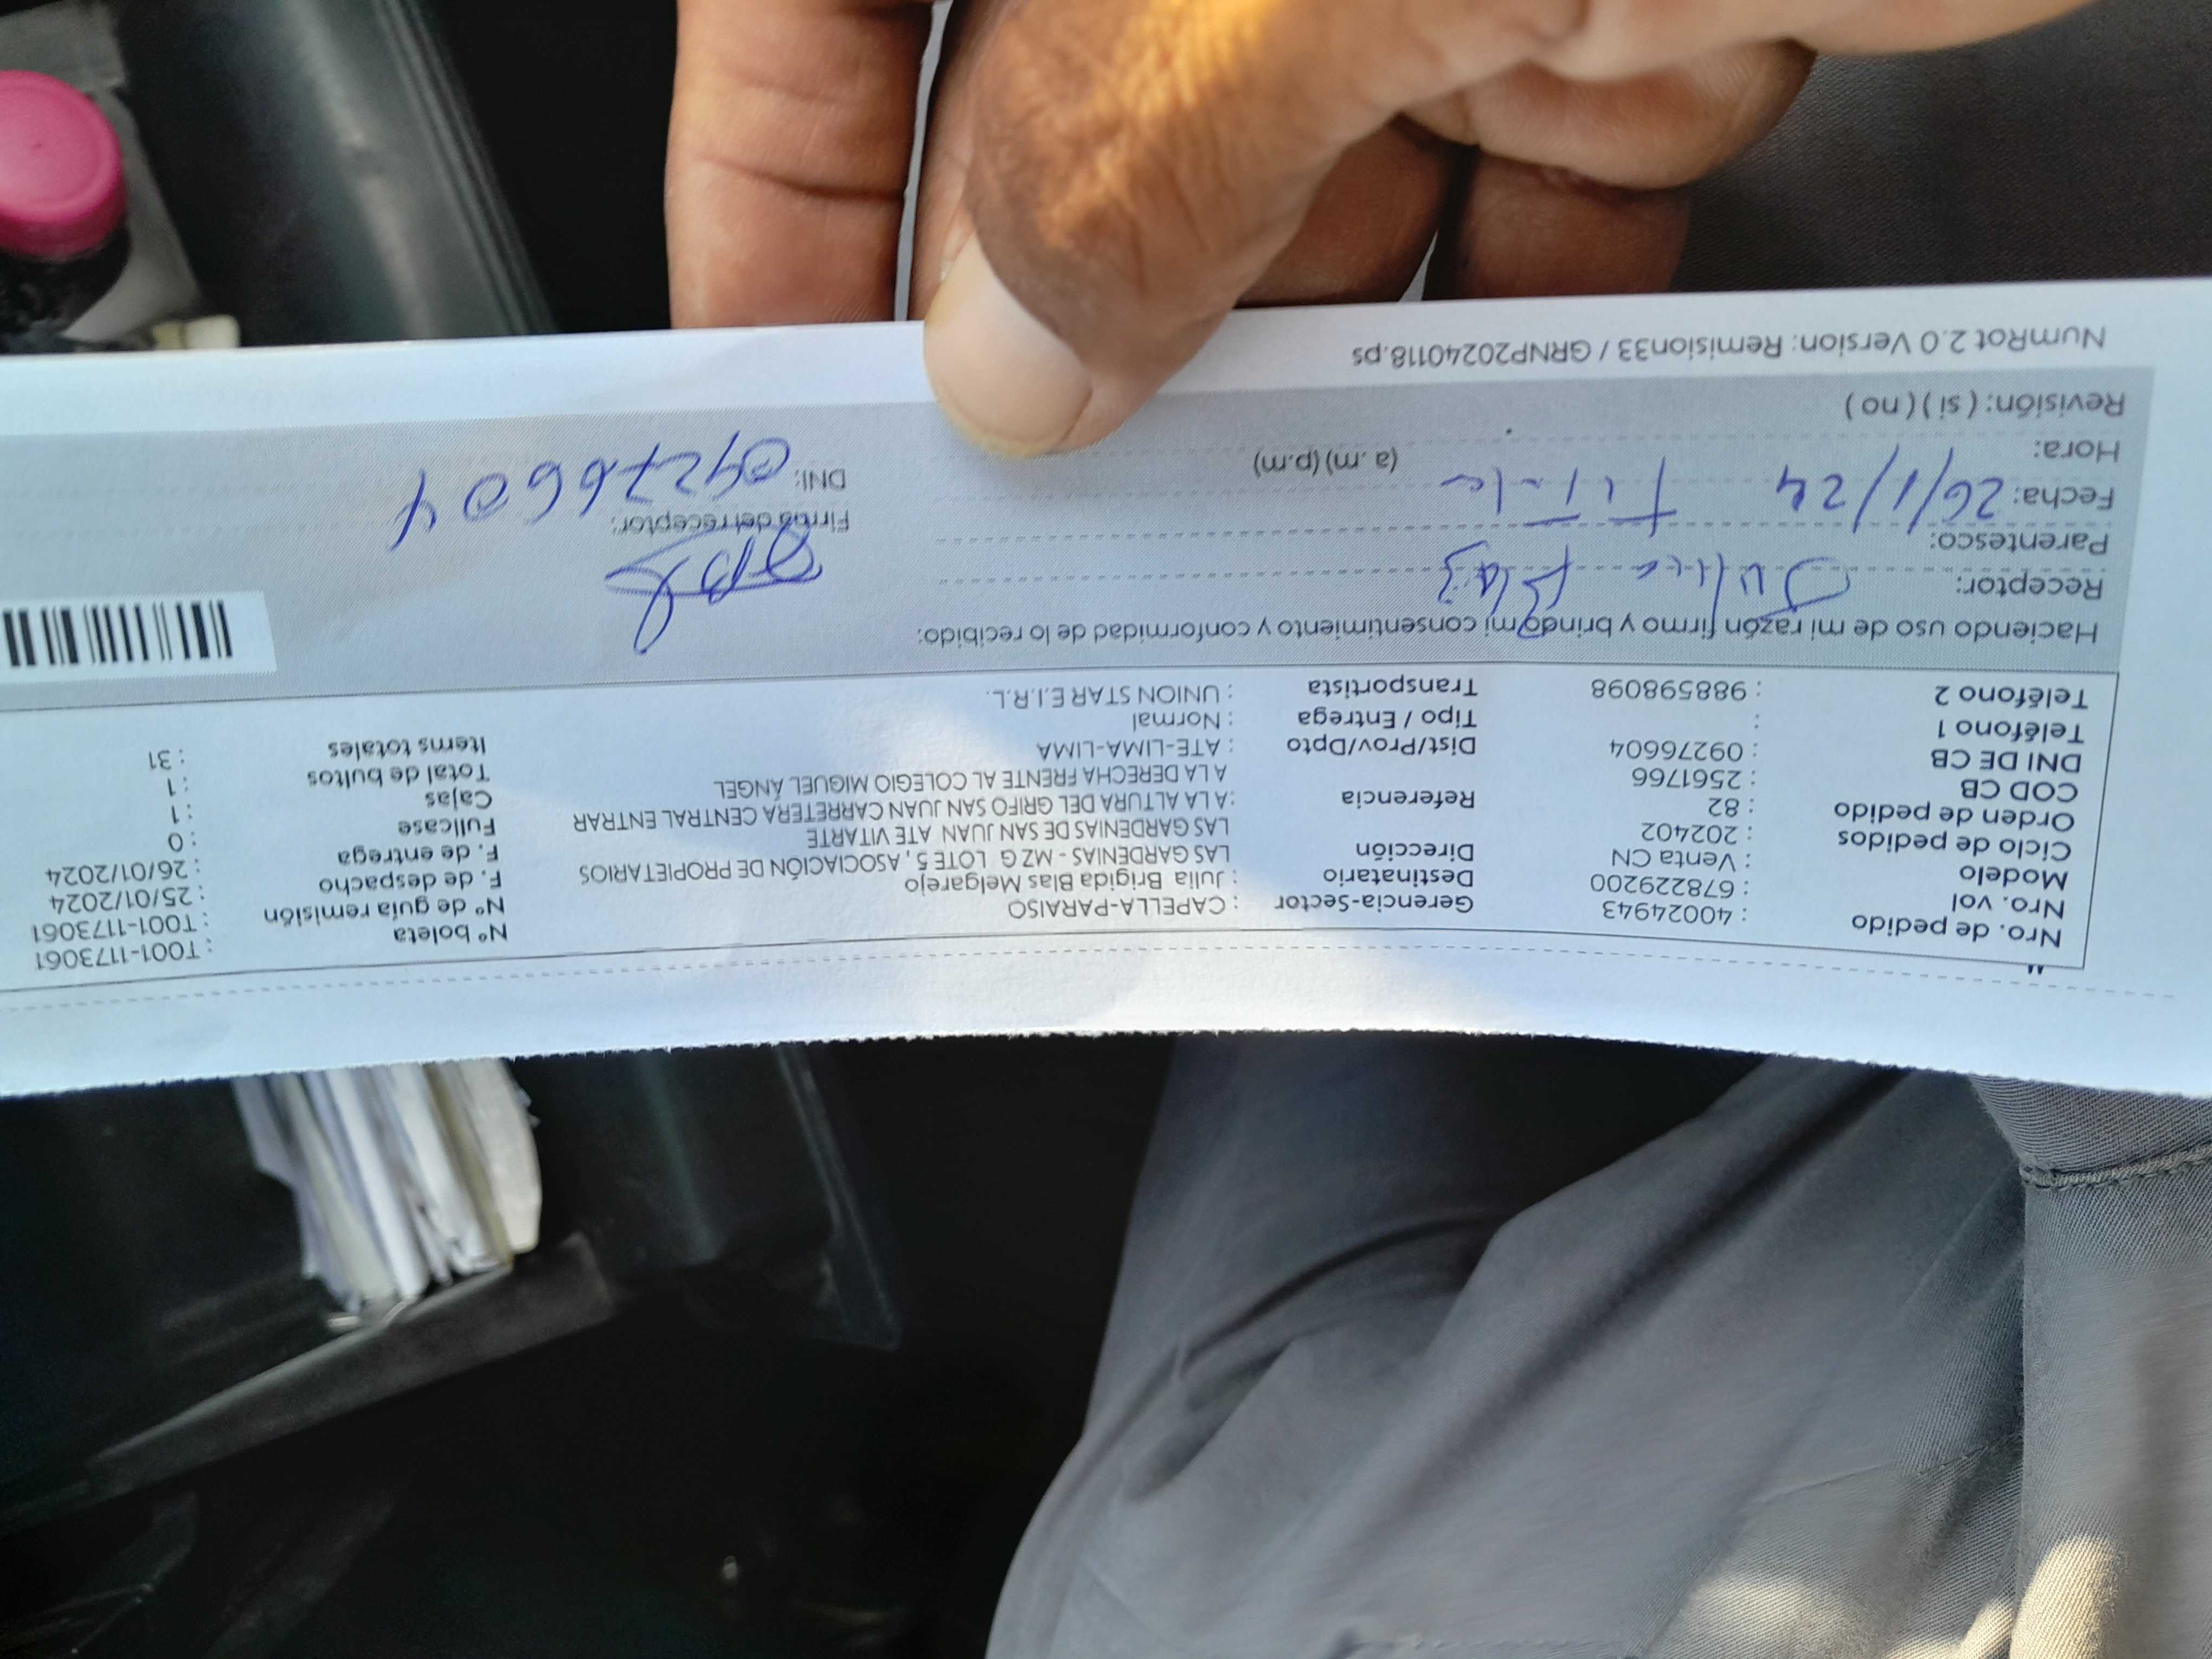 Nro. de pedido : 40024943 Gerencia-Sector : CAPELLA-PARAISO N° boleta : T001-1173061
Nro. vol : 678229200 Destinatario : Julia Brigida Blas Melgarejo N° de guía remisión : T001-1173061
Modelo : Venta CN Dirección LAS GARDENIAS - MZ G LOTE 5 , ASOCIACIÓN DE PROPIETARIOS F. de despacho : 25/01/2024
Ciclo de pedidos : 202402 LAS GARDENIAS DE SAN JUAN ATE VITARTE F. de entrega : 26/01/2024
Orden de pedido : 82 Referencia : A LA ALTURA DEL GRIFO SAN JUAN CARRETERA CENTRAL ENTRAR Fullcase : 0
COD CB : 2561766 A LA DERECHA FRENTE AL COLEGIO MIGUEL ÁNGEL Cajas : 1
DNI DE CB : 09276604 Dist/Prov/Dpto : ATE-LIMA-LIMA Total de bultos : 1
Teléfono 1 : Tipo / Entrega : Normal Items totales : 31
Teléfono 2 : 988598098 Transportista : UNION STAR E.I.R.L.
Haciendo uso de mi razón firmo y brindo mi consentimiento y conformidad de lo recibido:
Receptor: Julia Blas
Parentesco: Titular
Firma del receptor:
Fecha: 26/1/24
DNI: 09276604
Hora: (a. m) (p.m)
Revisión: ( si ) ( no )
NumRot 2.0 Version: Remision33 / GRNP20240118.ps